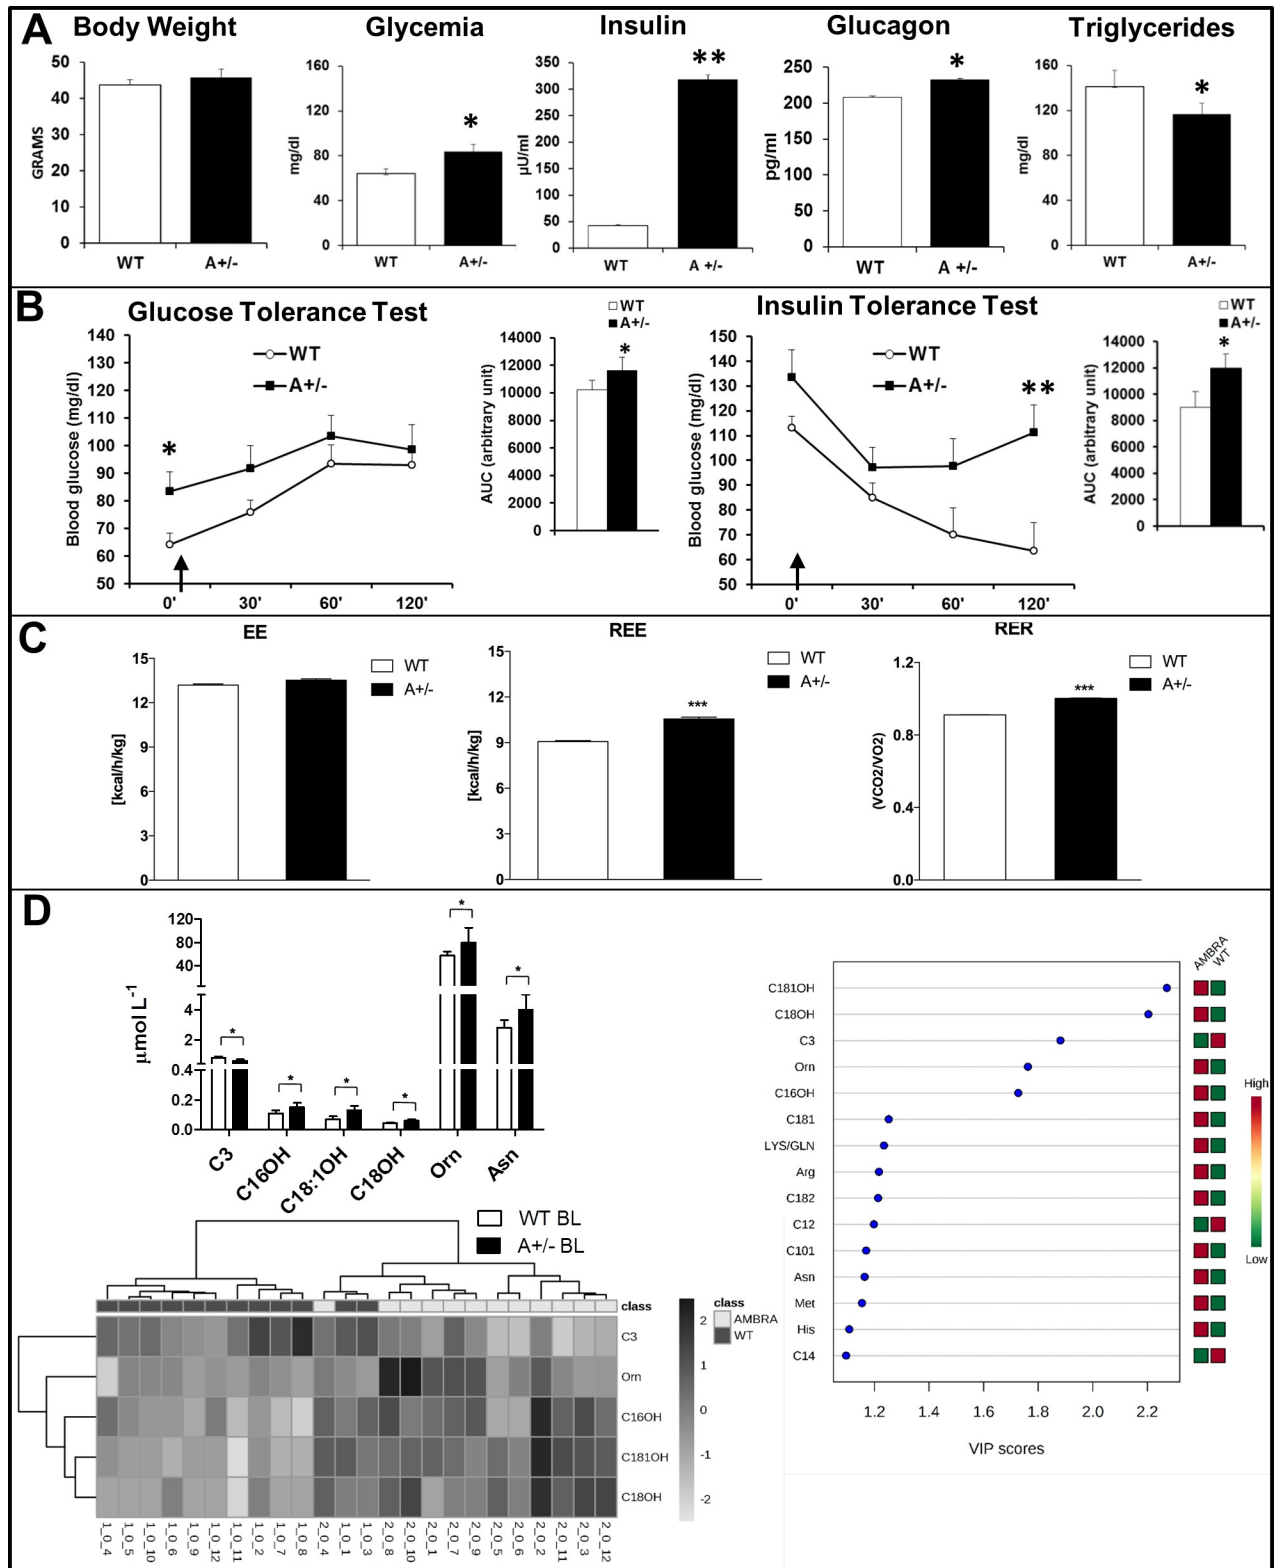 A
Body Weight
Glycemia
Insulin
Glucagon
Triglycerides
50
40
30
20
10
0
GRAMS
WT
A+/-
160
120
80
40
0
mg/dl
*
WT
A+/-
350
300
250
200
150
100
50
0
µU/ml
**
WT
A +/-
250
200
150
100
50
0
pg/ml
*
WT
A +/-
160
120
80
40
0
mg/dl
*
WT
A+/-
B
Glucose Tolerance Test
140
130
120
110
100
90
80
70
60
50
Blood glucose (mg/dl)
WT
A+/-
*
0'
30'
60'
120'
WT
A+/-
14000
12000
10000
8000
6000
4000
2000
0
AUC (arbitrary unit)
*
Insulin Tolerance Test
150
140
130
120
110
100
90
80
70
60
50
Blood glucose (mg/dl)
WT
A+/-
**
0'
30'
60'
120'
WT
A+/-
14000
12000
10000
8000
6000
4000
2000
0
AUC (arbitrary unit)
*
C
EE
15
12
9
6
3
0
[kcal/h/kg]
WT
A+/-
REE
15
12
9
6
3
0
[kcal/h/kg]
***
WT
A+/-
RER
1.2
0.8
0.4
0.0
(VCO2/VO2)
***
WT
A+/-
D
120
80
40
4
2
0.4
0.2
0.0
µmol L-1
*
*
*
*
*
*
C3
C16OH
C18:1OH
C18OH
Orn
Asn
WT BL
A+/- BL
class
C3
Orn
C16OH
C181OH
C18OH
1_0_4
1_0_5
1_0_10
1_0_6
1_0_9
1_0_12
1_0_11
1_0_2
1_0_7
1_0_8
2_0_4
1_0_1
1_0_3
2_0_8
2_0_10
2_0_1
2_0_7
2_0_9
2_0_5
2_0_6
2_0_2
2_0_11
2_0_3
2_0_12
2
1
0
-1
-2
class
AMBRA
WT
AMBRA
WT
C181OH
C18OH
C3
Orn
C16OH
C181
LYS/GLN
Arg
C182
C12
C101
Asn
Met
His
C14
1.2
1.4
1.6
1.8
2.0
2.2
VIP scores
High
Low